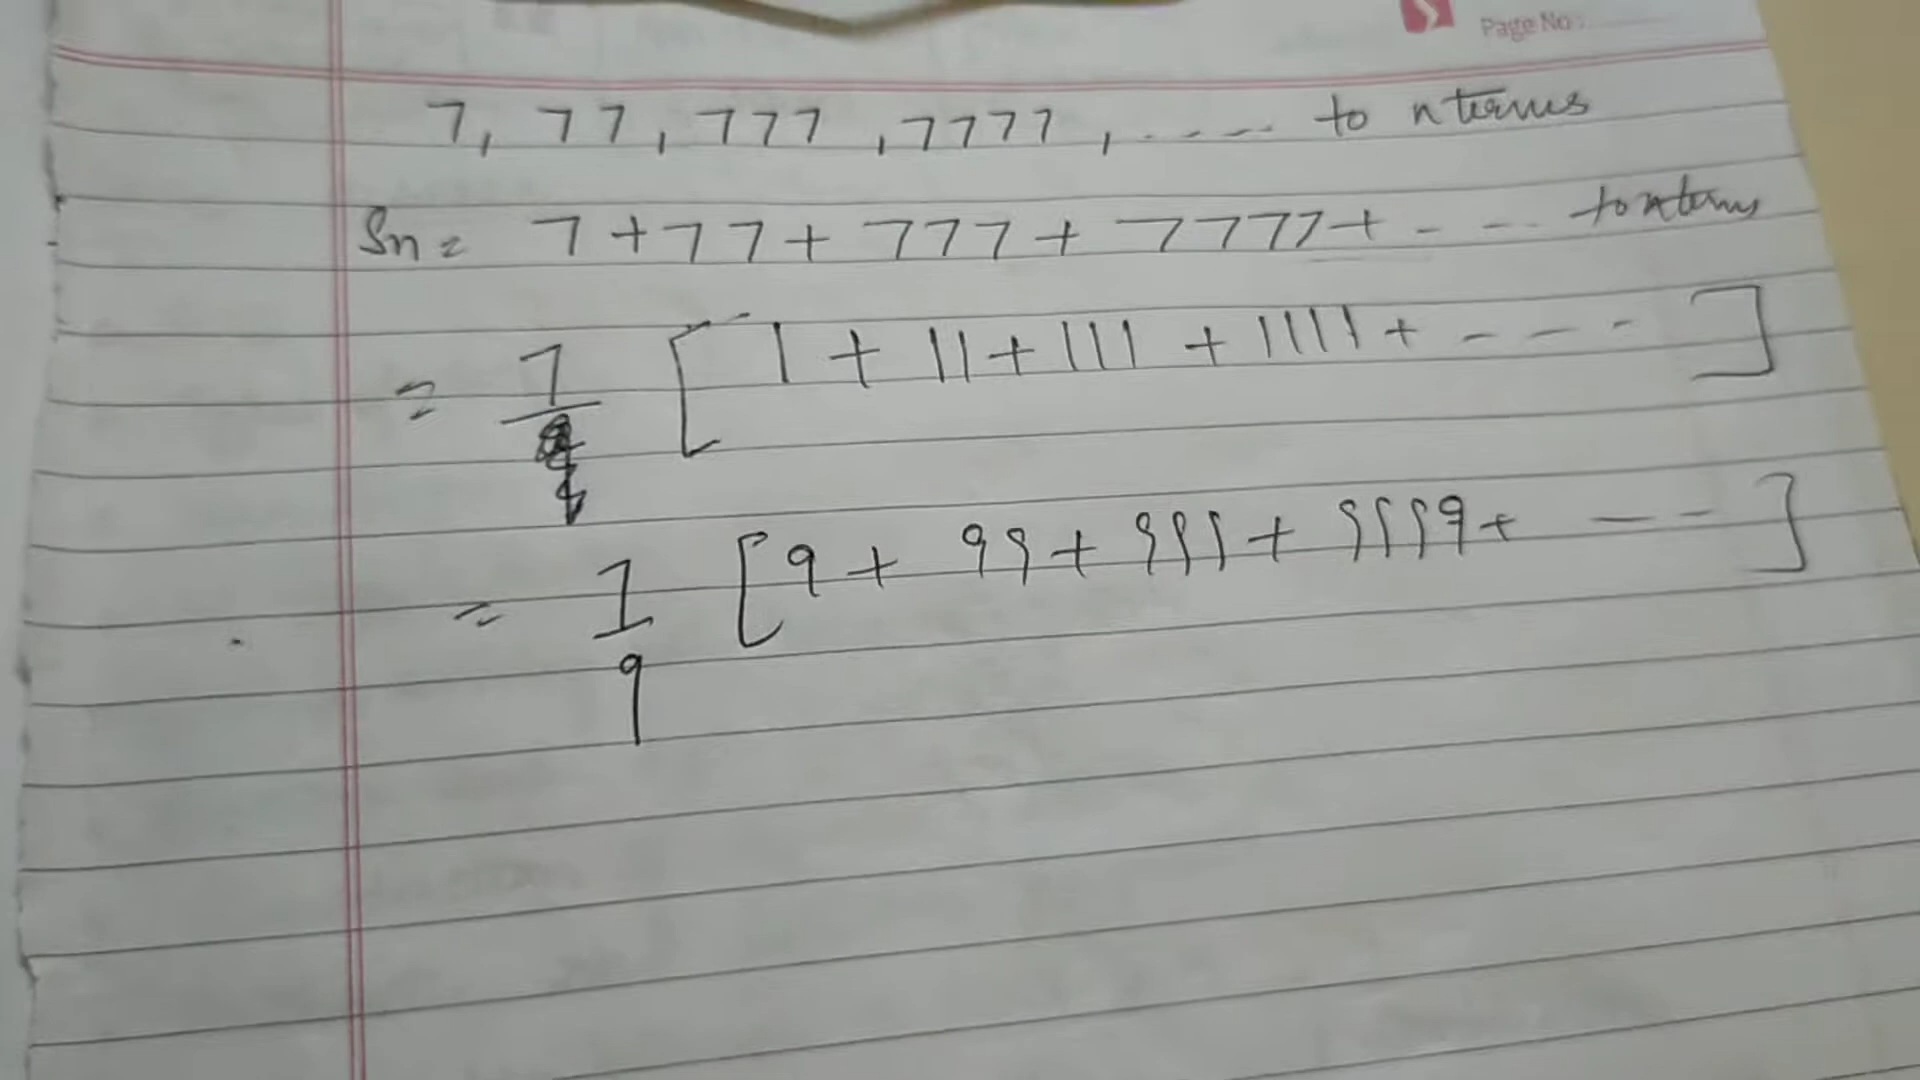 Page No:
7, 77, 777, 7777, ---- to n terms
Sn = 7 + 77 + 777 + 7777 + - - -- to n terms
= 7/ [ 1 + 11 + 111 + 1111 + - - - - ]
= 7/9 [ 9 + 99 + 999 + 9999 + - - - ]